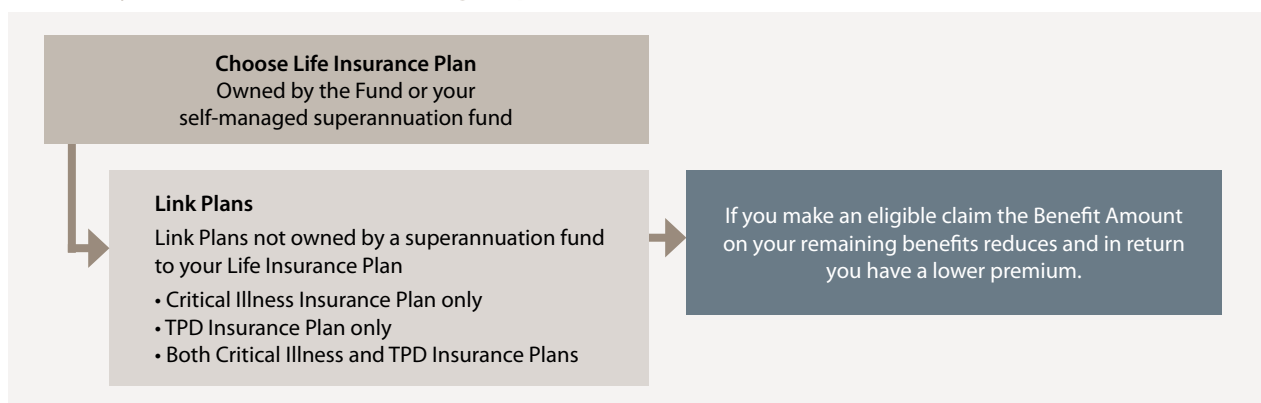 Choose Life Insurance Plan
Owned by the Fund or your
self-managed superannuation fund
Link Plans
Link Plans not owned by a superannuation fund
to your Life Insurance Plan
• Critical Illness Insurance Plan only
• TPD Insurance Plan only
• Both Critical Illness and TPD Insurance Plans
If you make an eligible claim the Benefit Amount
on your remaining benefits reduces and in return
you have a lower premium.